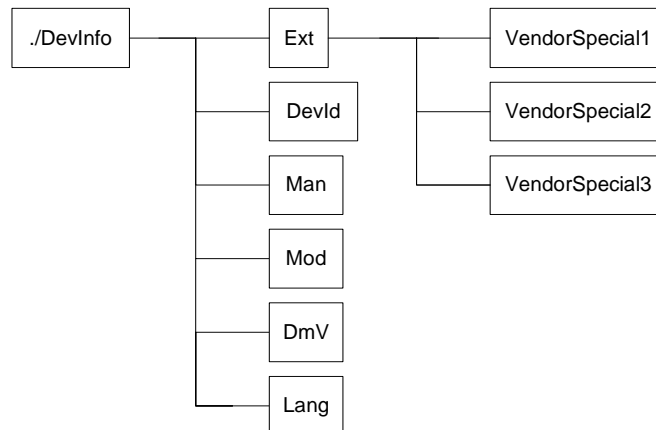 ./DevInfo
Ext
VendorSpecial1
DevId
VendorSpecial2
Man
VendorSpecial3
Mod
DmV
Lang